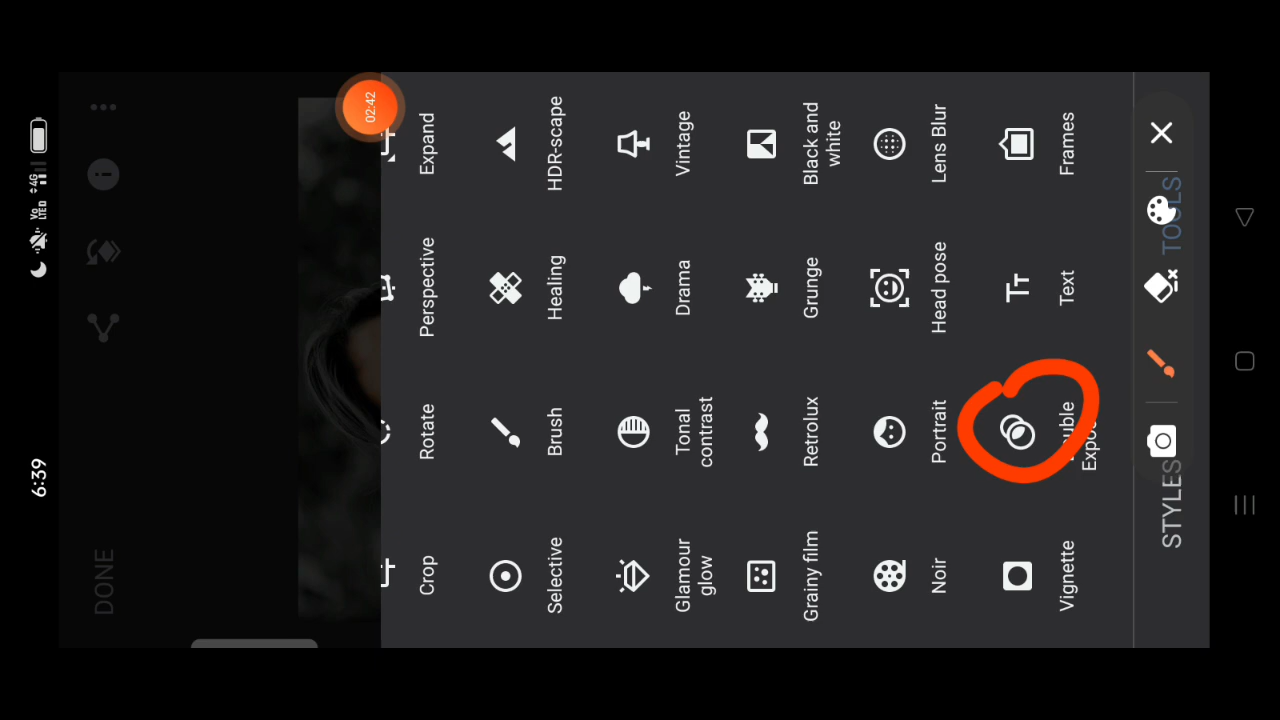 6:39 Vo 4G
DONE
02:42
Crop Rotate Perspective Expand
Selective Brush Healing HDR-scape
Glamour glow
Tonal contrast
Drama Vintage
Grainy film Retrolux Grunge
Black and white
Noir Portrait Head pose Lens Blur
Vignette Text Frames
STYLES TOOLS